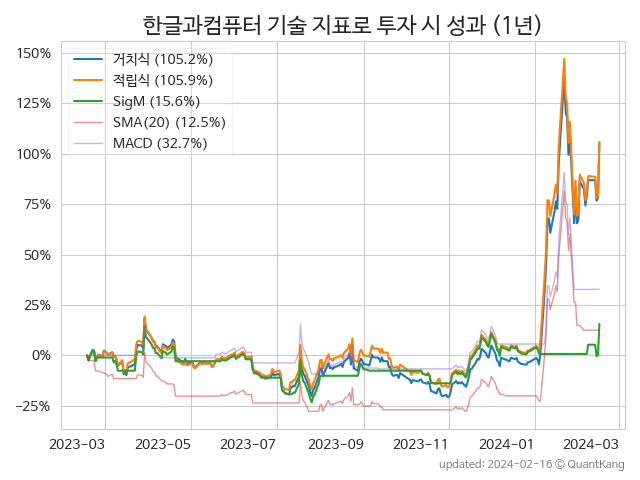 한글과컴퓨터 기술 지표로 투자 시 성과 (1년)
150%
125%
100%
75%
50%
25%
0%
−25%
거치식 (105.2%)
적립식 (105.9%)
SigM (15.6%)
SMA(20) (12.5%)
MACD (32.7%)
2023-03
2023-05
2023-07
2023-09
2023-11
2024-01
2024-03
updated: 2024-02-16 © QuantKang